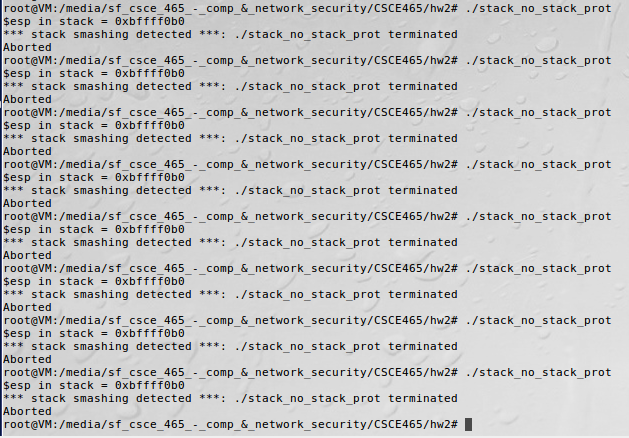 root@VM:/media/sf_csce_465_-_comp_&_network_security/CSCE465/hw2# ./stack_no_stack_prot
$esp in stack = 0xbffff0b0
*** stack smashing detected ***: ./stack_no_stack_prot terminated
Aborted
root@VM:/media/sf_csce_465_-_comp_&_network_security/CSCE465/hw2# ./stack_no_stack_prot
$esp in stack = 0xbffff0b0
*** stack smashing detected ***: ./stack_no_stack_prot terminated
Aborted
root@VM:/media/sf_csce_465_-_comp_&_network_security/CSCE465/hw2# ./stack_no_stack_prot
$esp in stack = 0xbffff0b0
*** stack smashing detected ***: ./stack_no_stack_prot terminated
Aborted
root@VM:/media/sf_csce_465_-_comp_&_network_security/CSCE465/hw2# ./stack_no_stack_prot
$esp in stack = 0xbffff0b0
*** stack smashing detected ***: ./stack_no_stack_prot terminated
Aborted
root@VM:/media/sf_csce_465_-_comp_&_network_security/CSCE465/hw2# ./stack_no_stack_prot
$esp in stack = 0xbffff0b0
*** stack smashing detected ***: ./stack_no_stack_prot terminated
Aborted
root@VM:/media/sf_csce_465_-_comp_&_network_security/CSCE465/hw2# ./stack_no_stack_prot
$esp in stack = 0xbffff0b0
*** stack smashing detected ***: ./stack_no_stack_prot terminated
Aborted
root@VM:/media/sf_csce_465_-_comp_&_network_security/CSCE465/hw2# ./stack_no_stack_prot
$esp in stack = 0xbffff0b0
*** stack smashing detected ***: ./stack_no_stack_prot terminated
Aborted
root@VM:/media/sf_csce_465_-_comp_&_network_security/CSCE465/hw2# ./stack_no_stack_prot
$esp in stack = 0xbffff0b0
*** stack smashing detected ***: ./stack_no_stack_prot terminated
Aborted
root@VM:/media/sf_csce_465_-_comp_&_network_security/CSCE465/hw2#